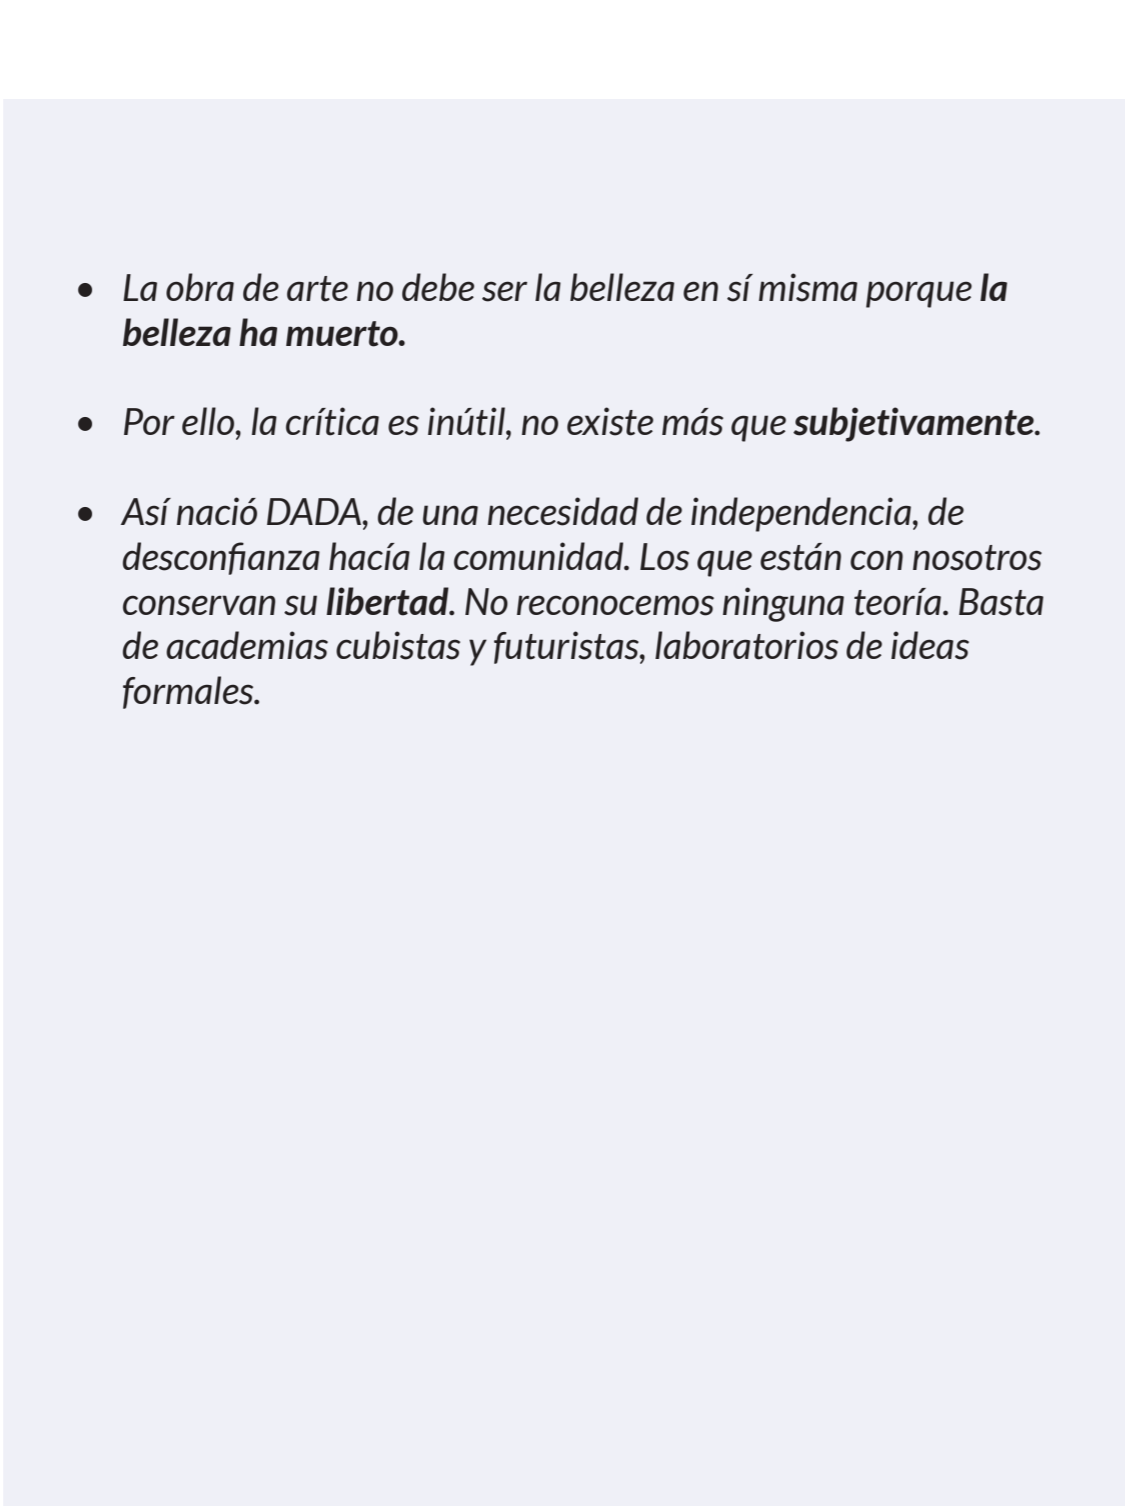 • La obra de arte no debe ser la belleza en sí misma porque la
belleza ha muerto.
• Por ello, la crítica es inútil, no existe más que subjetivamente.
• Así nació DADA, de una necesidad de independencia, de
desconfianza hacía la comunidad. Los que están con nosotros
conservan su libertad. No reconocemos ninguna teoría. Basta
de academias cubistas y futuristas, laboratorios de ideas
formales.